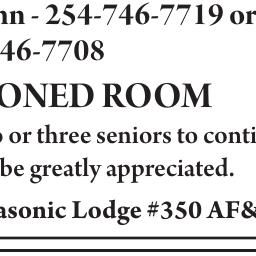 nn - 254-746-7719 or
46-7708
ONED ROOM
o or three seniors to conti
be greatly appreciated.
asonic Lodge #350 AF&